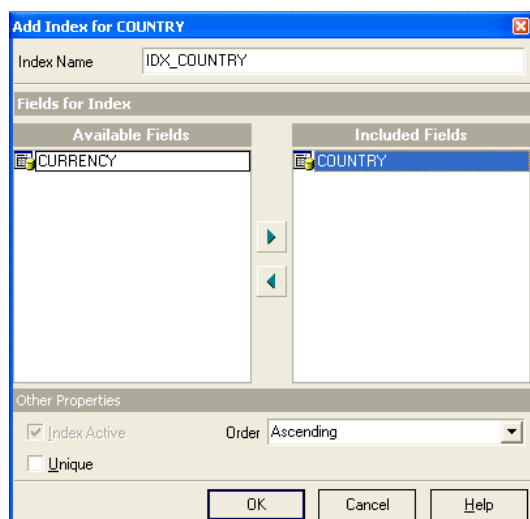 Add Index for COUNTRY
Index Name IDX_COUNTRY
Fields for Index
Available Fields Included Fields
CURRENCY COUNTRY
Other Properties
Index Active Order Ascending
Unique
OK Cancel Help